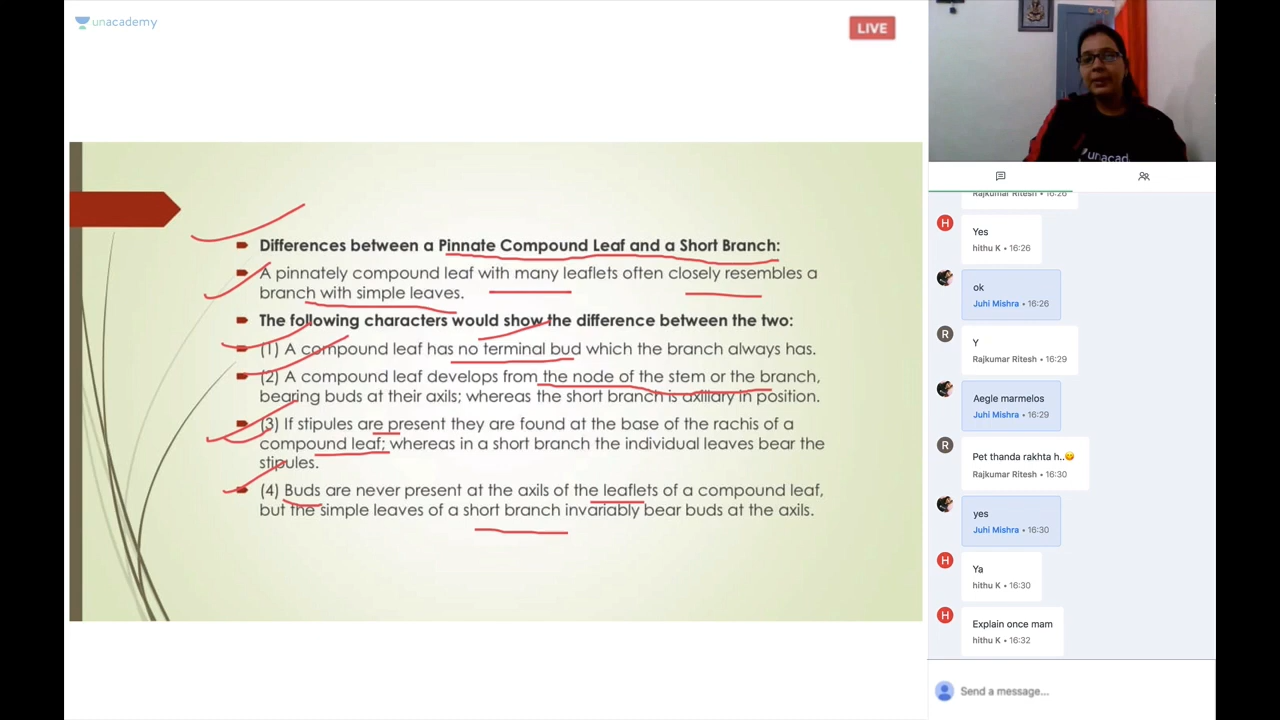 unacademy
LIVE
Differences between a Pinnate Compound Leaf and a Short Branch:
A pinnately compound leaf with many leaflets often closely resembles a
branch with simple leaves.
The following characters would show the difference between the two:
(1) A compound leaf has no terminal bud which the branch always has.
(2) A compound leaf develops from the node of the stem or the branch,
bearing buds at their axils; whereas the short branch is axillary in position.
(3) If stipules are present they are found at the base of the rachis of a
compound leaf; whereas in a short branch the individual leaves bear the
stipules.
(4) Buds are never present at the axils of the leaflets of a compound leaf,
but the simple leaves of a short branch invariably bear buds at the axils.
unacad
Rajkumar Ritesh • 16:26
H
Yes
hithu K • 16:26
ok
Juhi Mishra • 16:26
R
Y
Rajkumar Ritesh • 16:29
Aegle marmelos
Juhi Mishra • 16:29
R
Pet thanda rakhta h..😋
Rajkumar Ritesh • 16:30
yes
Juhi Mishra • 16:30
H
Ya
hithu K • 16:30
H
Explain once mam
hithu K • 16:32
Send a message...